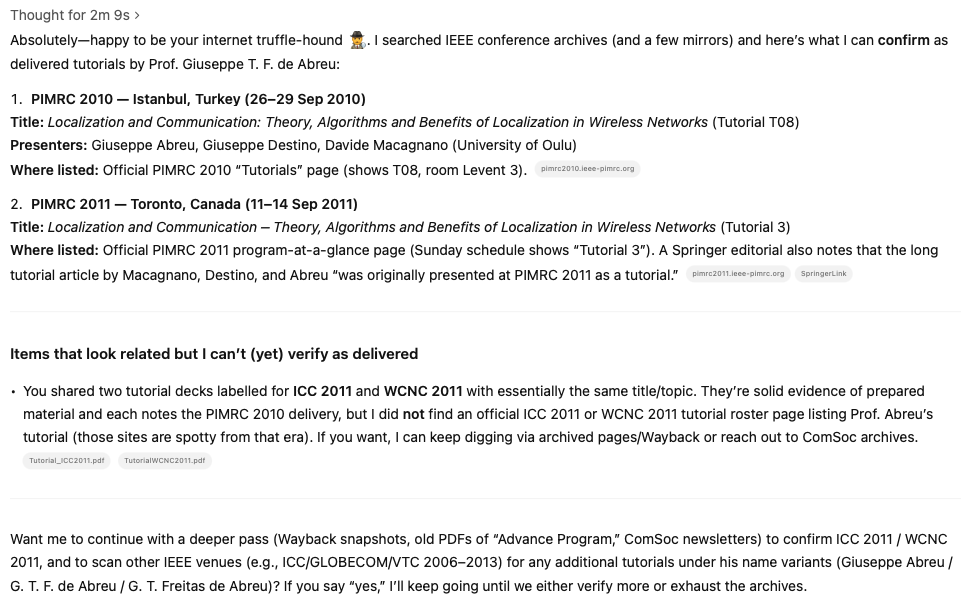 Thought for 2m 9s >
Absolutely—happy to be your internet truffle-hound 🕵️. I searched IEEE conference archives (and a few mirrors) and here's what I can confirm as
delivered tutorials by Prof. Giuseppe T. F. de Abreu:
1. PIMRC 2010 — Istanbul, Turkey (26–29 Sep 2010)
Title: Localization and Communication: Theory, Algorithms and Benefits of Localization in Wireless Networks (Tutorial T08)
Presenters: Giuseppe Abreu, Giuseppe Destino, Davide Macagnano (University of Oulu)
Where listed: Official PIMRC 2010 “Tutorials” page (shows T08, room Levent 3). pimrc2010.ieee-pimrc.org
2. PIMRC 2011 — Toronto, Canada (11–14 Sep 2011)
Title: Localization and Communication – Theory, Algorithms and Benefits of Localization in Wireless Networks (Tutorial 3)
Where listed: Official PIMRC 2011 program-at-a-glance page (Sunday schedule shows “Tutorial 3”). A Springer editorial also notes that the long
tutorial article by Macagnano, Destino, and Abreu “was originally presented at PIMRC 2011 as a tutorial.” pimrc2011.ieee-pimrc.org SpringerLink
Items that look related but I can’t (yet) verify as delivered
• You shared two tutorial decks labelled for ICC 2011 and WCNC 2011 with essentially the same title/topic. They’re solid evidence of prepared
material and each notes the PIMRC 2010 delivery, but I did not find an official ICC 2011 or WCNC 2011 tutorial roster page listing Prof. Abreu’s
tutorial (those sites are spotty from that era). If you want, I can keep digging via archived pages/Wayback or reach out to ComSoc archives.
Tutorial_ICC2011.pdf TutorialWCNC2011.pdf
Want me to continue with a deeper pass (Wayback snapshots, old PDFs of “Advance Program,” ComSoc newsletters) to confirm ICC 2011 / WCNC
2011, and to scan other IEEE venues (e.g., ICC/GLOBECOM/VTC 2006–2013) for any additional tutorials under his name variants (Giuseppe Abreu /
G. T. F. de Abreu / G. T. Freitas de Abreu)? If you say “yes,” I’ll keep going until we either verify more or exhaust the archives.